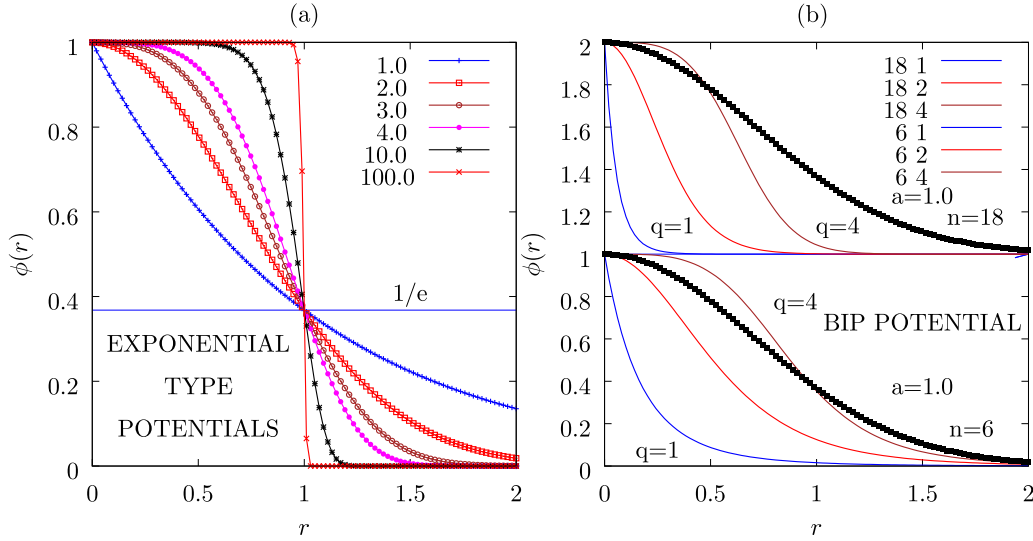 (a)
ϕ(r)
1
0.8
0.6
0.4
0.2
0
1.0
2.0
3.0
4.0
10.0
100.0
1/e
EXPONENTIAL
TYPE
POTENTIALS
0 0.5 1 1.5 2
r
(b)
ϕ(r)
2
1.8
1.6
1.4
1.2
1
0.8
0.6
0.4
0.2
0
18 1
18 2
18 4
6 1
6 2
6 4
a=1.0
n=18
q=1
q=4
q=4
BIP POTENTIAL
a=1.0
n=6
q=1
0 0.5 1 1.5 2
r